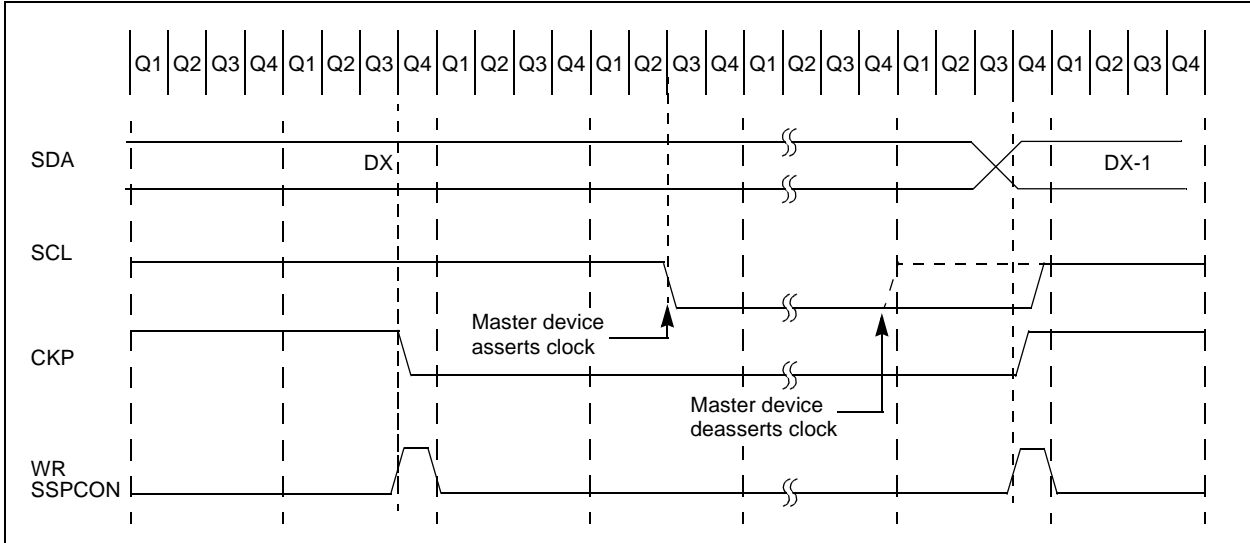 Q1 Q2 Q3 Q4 Q1 Q2 Q3 Q4 Q1 Q2 Q3 Q4 Q1 Q2 Q3 Q4 Q1 Q2 Q3 Q4 Q1 Q2 Q3 Q4 Q1 Q2 Q3 Q4
SDA
DX
DX-1
SCL
Master device
asserts clock
CKP
Master device
deasserts clock
WR
SSPCON